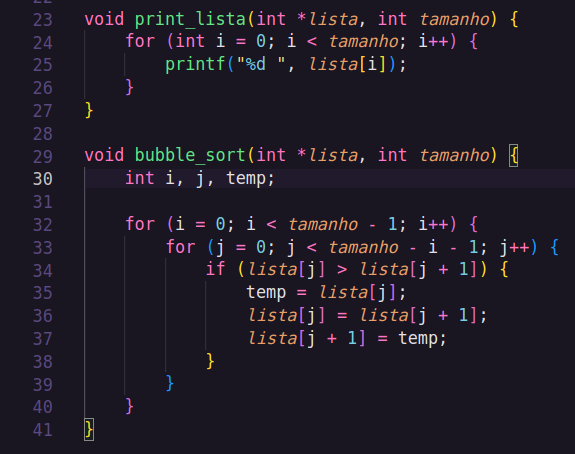 23 void print_lista(int *lista, int tamanho) {
24     for (int i = 0; i < tamanho; i++) {
25         printf("%d ", lista[i]);
26     }
27 }
28
29 void bubble_sort(int *lista, int tamanho) {
30     int i, j, temp;
31
32     for (i = 0; i < tamanho - 1; i++) {
33         for (j = 0; j < tamanho - i - 1; j++) {
34             if (lista[j] > lista[j + 1]) {
35                 temp = lista[j];
36                 lista[j] = lista[j + 1];
37                 lista[j + 1] = temp;
38             }
39         }
40     }
41 }